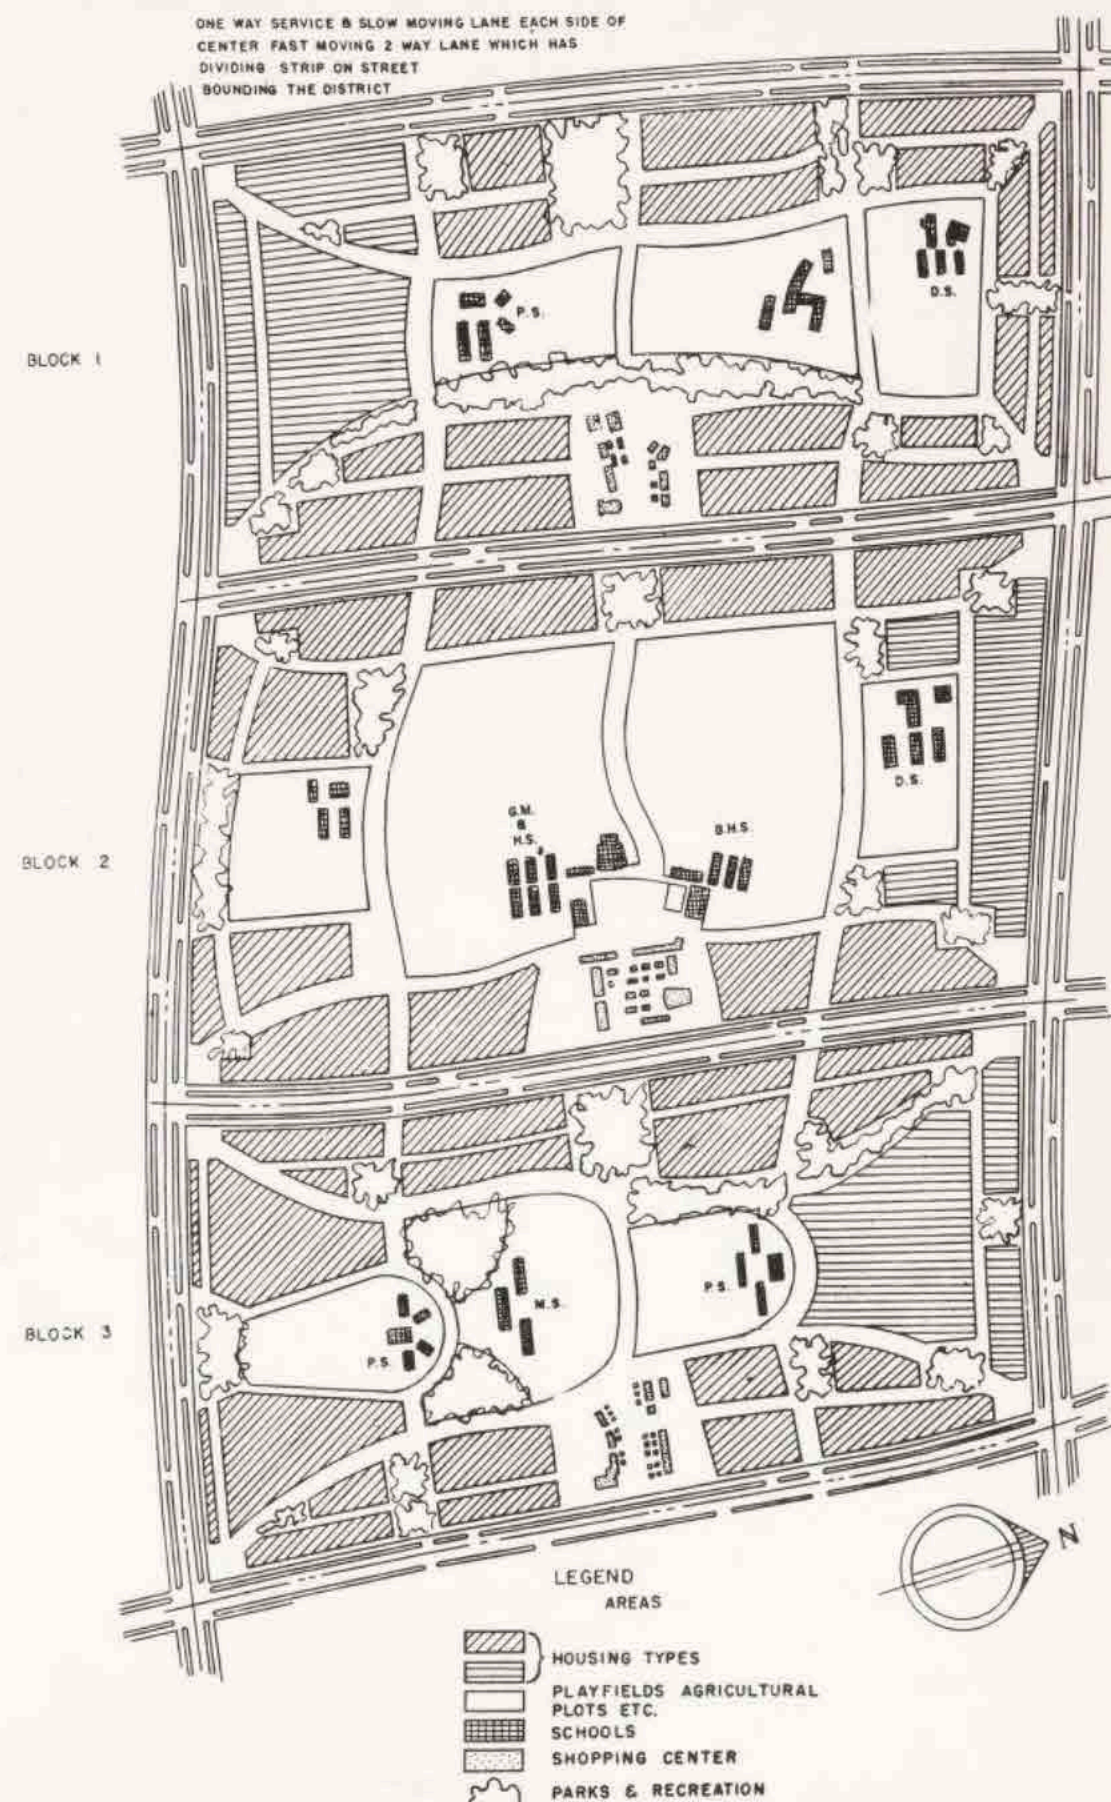 ONE WAY SERVICE & SLOW MOVING LANE EACH SIDE OF
CENTER FAST MOVING 2 WAY LANE WHICH HAS
DIVIDING STRIP ON STREET
BOUNDING THE DISTRICT
BLOCK 1
P.S.
D.S.
BLOCK 2
G.M.
&
H.S.
B.H.S.
D.S.
BLOCK 3
P.S.
M.S.
P.S.
N
LEGEND
AREAS
HOUSING TYPES
PLAYFIELDS AGRICULTURAL
PLOTS ETC.
SCHOOLS
SHOPPING CENTER
PARKS & RECREATION